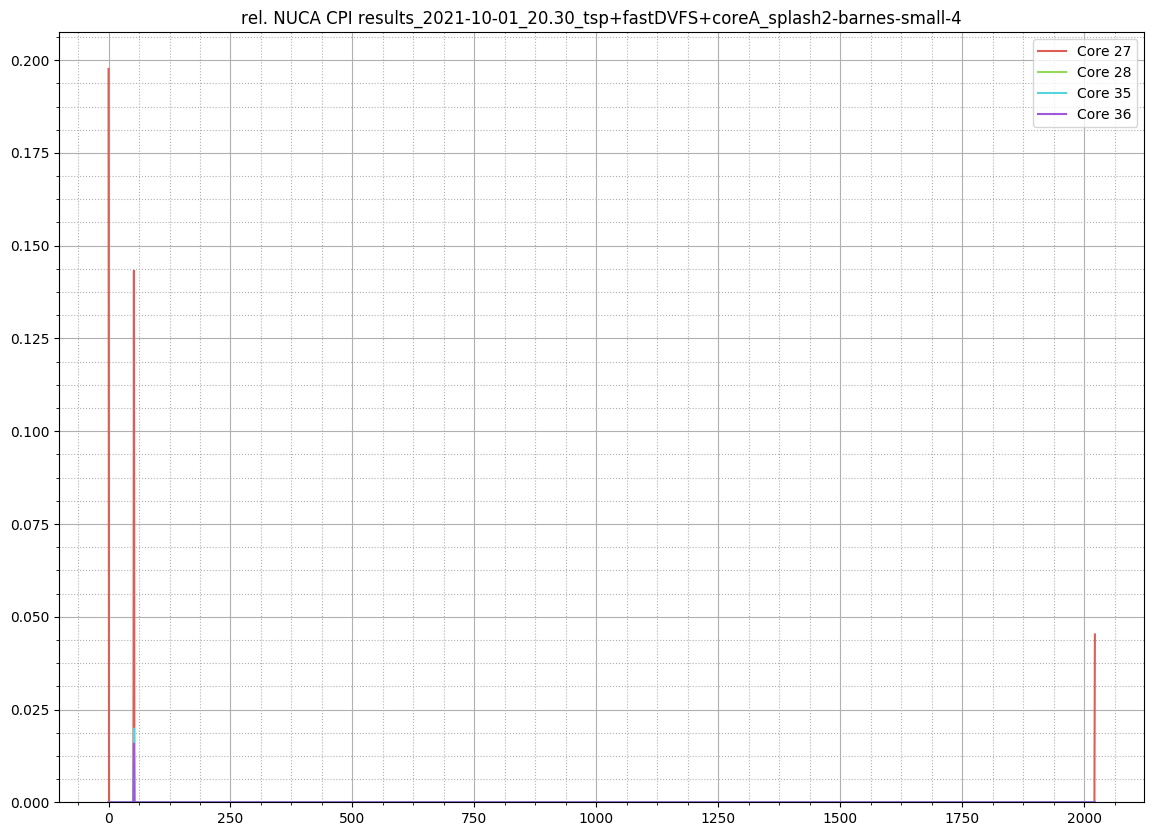 rel. NUCA CPI results_2021-10-01_20.30_tsp+fastDVFS+coreA_splash2-barnes-small-4
Core 27
Core 28
Core 35
Core 36
0.200
0.175
0.150
0.125
0.100
0.075
0.050
0.025
0.000
0 250 500 750 1000 1250 1500 1750 2000